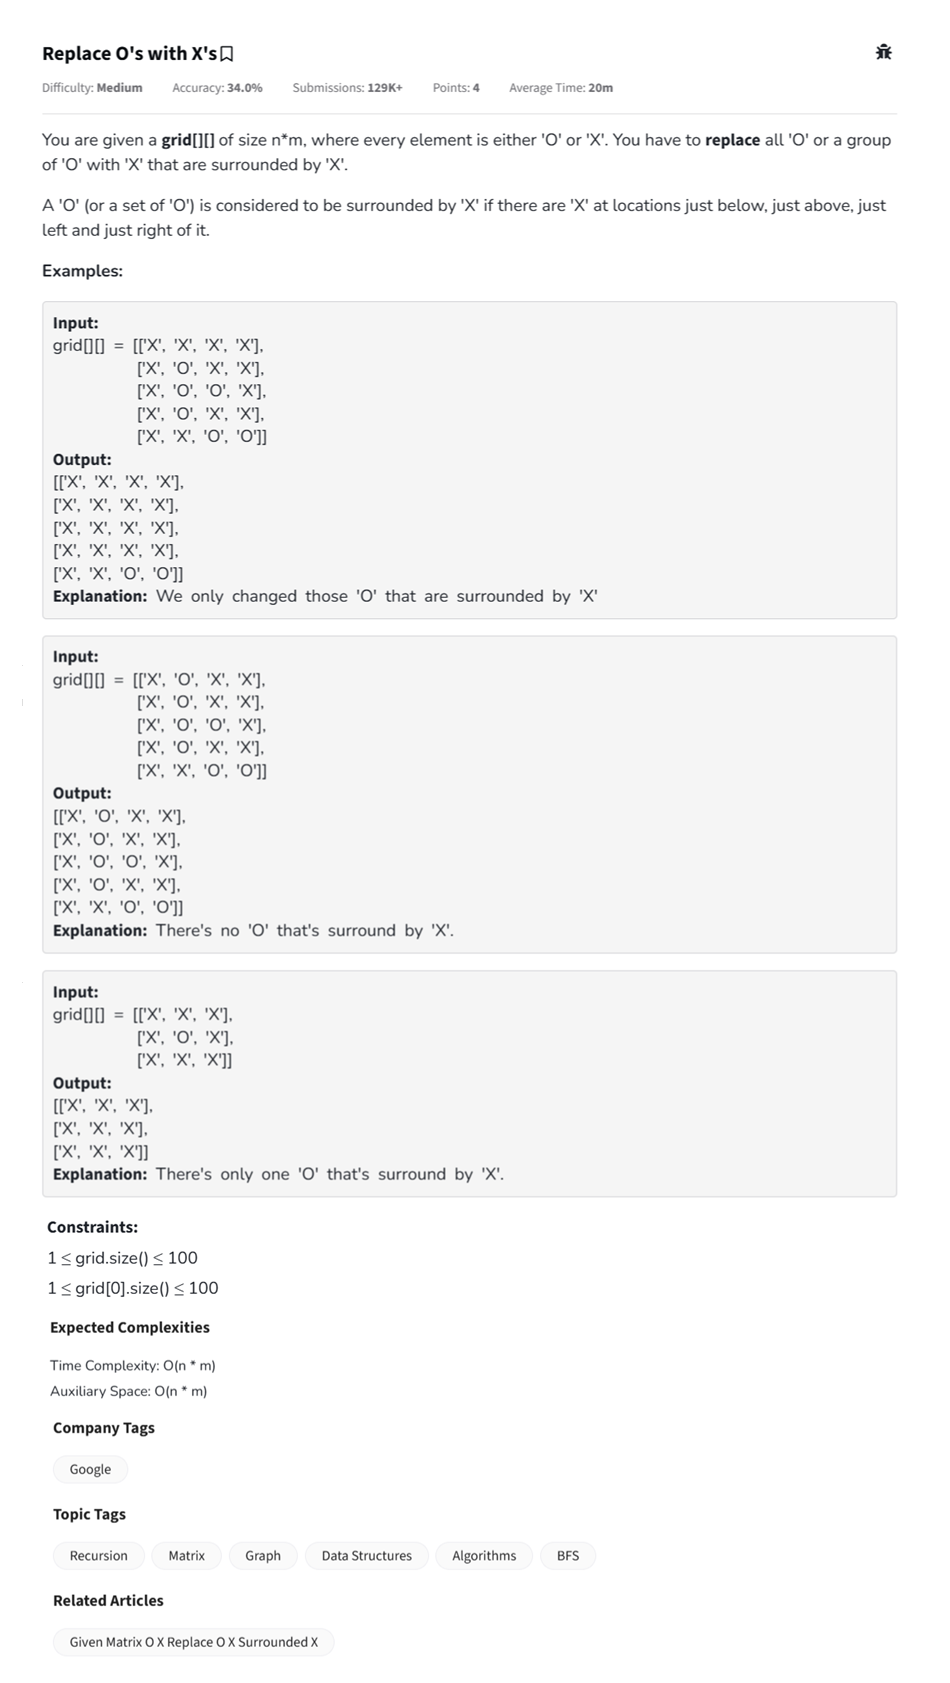 Replace O's with X's
Difficulty: Medium Accuracy: 34.0% Submissions: 129K+ Points: 4 Average Time: 20m
You are given a grid[][] of size n*m, where every element is either 'O' or 'X'. You have to replace all 'O' or a group
of 'O' with 'X' that are surrounded by 'X'.
A 'O' (or a set of 'O') is considered to be surrounded by 'X' if there are 'X' at locations just below, just above, just
left and just right of it.
Examples:
Input:
grid[][] = [['X', 'X', 'X', 'X'],
['X', 'O', 'X', 'X'],
['X', 'O', 'O', 'X'],
['X', 'O', 'X', 'X'],
['X', 'X', 'O', 'O']]
Output:
[['X', 'X', 'X', 'X'],
['X', 'X', 'X', 'X'],
['X', 'X', 'X', 'X'],
['X', 'X', 'X', 'X'],
['X', 'X', 'O', 'O']]
Explanation: We only changed those 'O' that are surrounded by 'X'
Input:
grid[][] = [['X', 'O', 'X', 'X'],
['X', 'O', 'X', 'X'],
['X', 'O', 'O', 'X'],
['X', 'O', 'X', 'X'],
['X', 'X', 'O', 'O']]
Output:
[['X', 'O', 'X', 'X'],
['X', 'O', 'X', 'X'],
['X', 'O', 'O', 'X'],
['X', 'O', 'X', 'X'],
['X', 'X', 'O', 'O']]
Explanation: There's no 'O' that's surround by 'X'.
Input:
grid[][] = [['X', 'X', 'X'],
['X', 'O', 'X'],
['X', 'X', 'X']]
Output:
[['X', 'X', 'X'],
['X', 'X', 'X'],
['X', 'X', 'X']]
Explanation: There's only one 'O' that's surround by 'X'.
Constraints:
1 ≤ grid.size() ≤ 100
1 ≤ grid[0].size() ≤ 100
Expected Complexities
Time Complexity: O(n * m)
Auxiliary Space: O(n * m)
Company Tags
Google
Topic Tags
Recursion Matrix Graph Data Structures Algorithms BFS
Related Articles
Given Matrix O X Replace O X Surrounded X